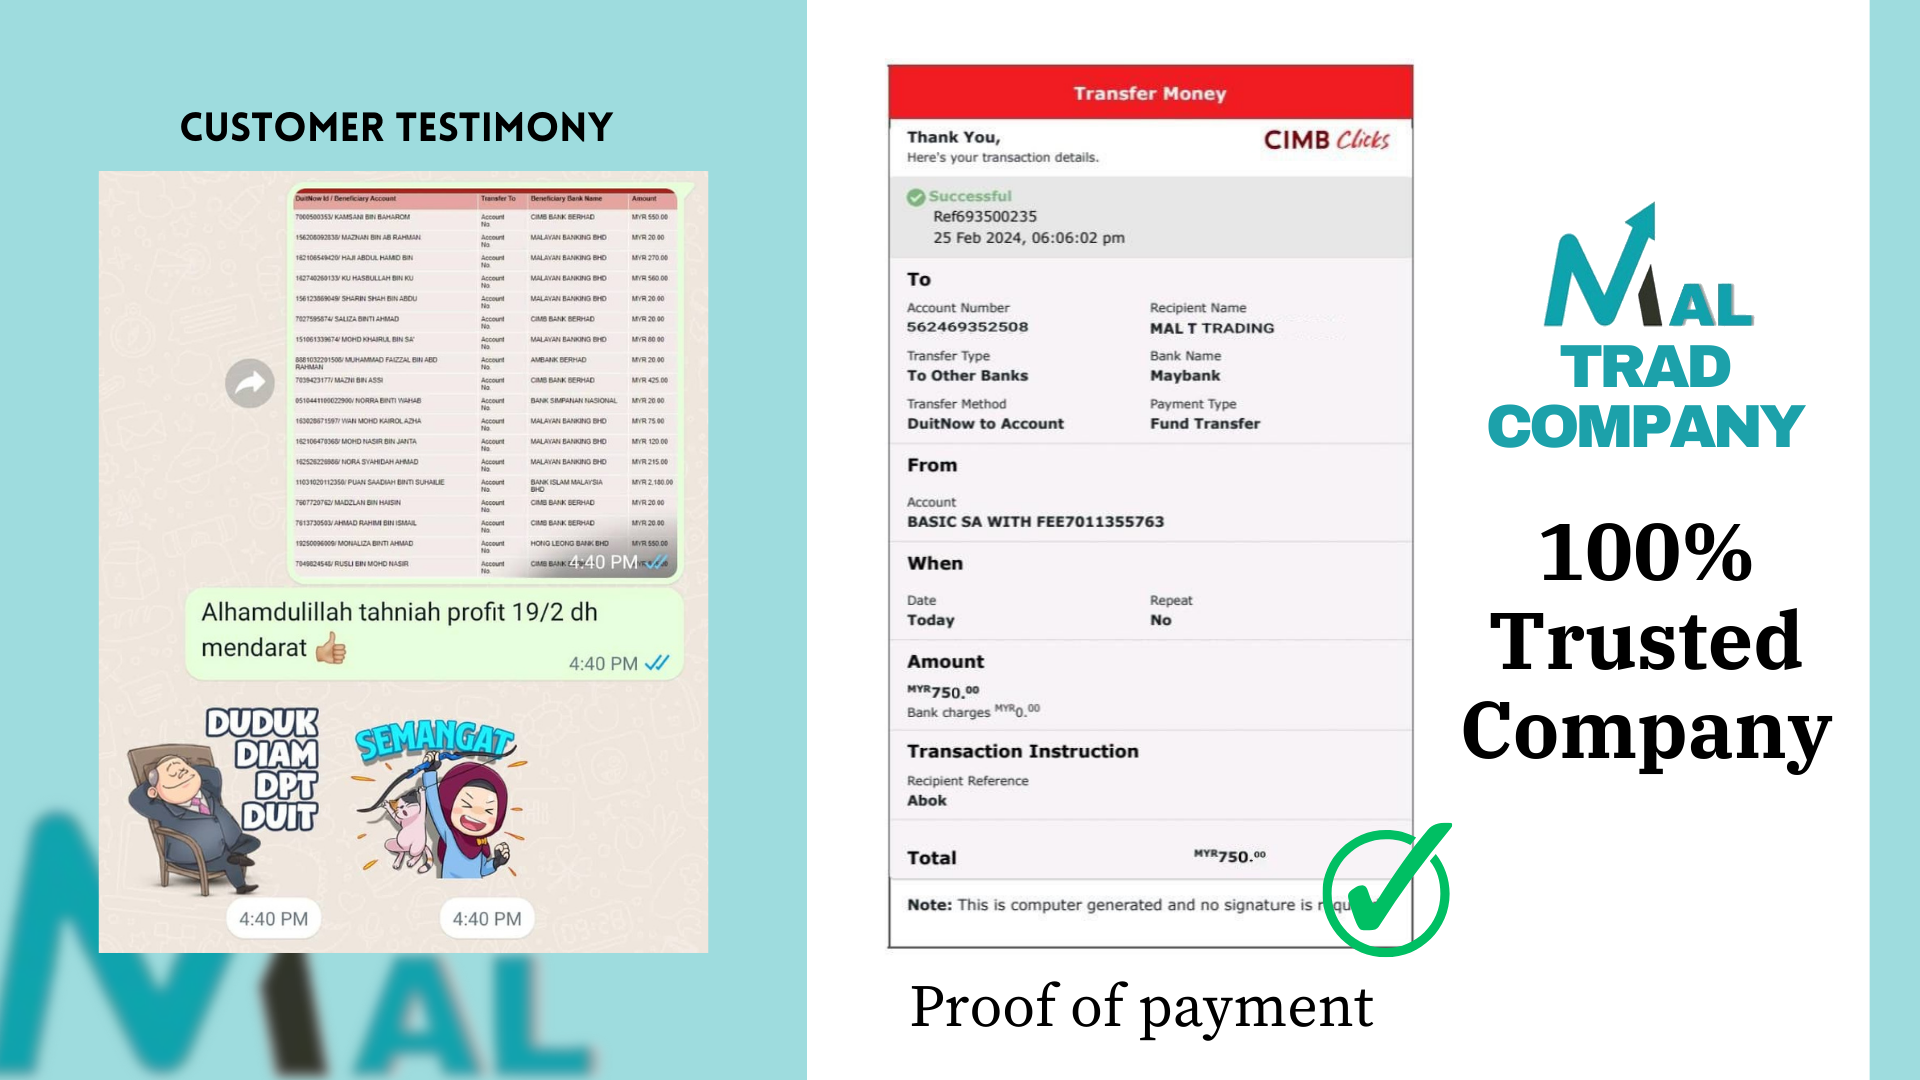 CUSTOMER TESTIMONY
DuitNow Id / Beneficiary Account Transfer To Beneficiary Bank Name Amount
7000500353/ KAMSANI BIN BAHAROM Account No. CIMB BANK BERHAD MYR 550.00
156208092838/ MAZNAN BIN AB RAHMAN Account No. MALAYAN BANKING BHD MYR 20.00
162106549420/ HAJI ABDUL HAMID BIN Account No. MALAYAN BANKING BHD MYR 270.00
162740260133/ KU HASBULLAH BIN KU Account No. MALAYAN BANKING BHD MYR 560.00
156123869049/ SHARIN SHAH BIN ABDU Account No. MALAYAN BANKING BHD MYR 20.00
7027595874/ SALIZA BINTI AHMAD Account No. CIMB BANK BERHAD MYR 20.00
151061339674/ MOHD KHAIRUL BIN SA' Account No. MALAYAN BANKING BHD MYR 80.00
8881032291508/ MUHAMMAD FAIZZAL BIN ABD RAHMAN Account No. AMBANK BERHAD MYR 20.00
7039423177/ MAZNI BIN ASSI Account No. CIMB BANK BERHAD MYR 425.00
NORRA BINTI WAHAB Account No. BANK SIMPANAN NASIONAL MYR 20.00
163028871597/ WAN MOHD KAIROL AZHA Account No. MALAYAN BANKING BHD MYR 75.00
162106479368/ MOHD NASIR BIN JANTA Account No. MALAYAN BANKING BHD MYR 120.00
NORA SYAHIDAH AHMAD Account No. MALAYAN BANKING BHD MYR 215.00
11031020112350/ PUAN SAADIAH BINTI SUHAILIE Account No. BANK ISLAM MALAYSIA BHD MYR 2,180.00
7607720762/ MADZLAN BIN HAISIN Account No. CIMB BANK BERHAD MYR 20.00
7613730593/ AHMAD RAHIMI BIN ISMAIL Account No. CIMB BANK BERHAD MYR 20.00
19250096009/ MONALIZA BINTI AHMAD Account No. HONG LEONG BANK BHD MYR 550.00
7049824548/ RUSLI BIN MOHD NASIR Account No. CIMB BANK
4:40 PM
Alhamdulillah tahniah profit 19/2 dh
mendarat 👍🏼
4:40 PM
DUDUK
DIAM
DPT
DUIT
SEMANGAT
4:40 PM
4:40 PM
MAL
Transfer Money
Thank You,
CIMB Clicks
Here's your transaction details.
Successful
Ref693500235
25 Feb 2024, 06:06:02 pm
To
Account Number Recipient Name
562469352508 MAL T TRADING
Transfer Type Bank Name
To Other Banks Maybank
Transfer Method Payment Type
DuitNow to Account Fund Transfer
From
Account
BASIC SA WITH FEE7011355763
When
Date Repeat
Today No
Amount
MYR750.00
Bank charges MYR0.00
Transaction Instruction
Recipient Reference
Abok
Total MYR750.00
Note: This is computer generated and no signature is
Proof of payment
MAL
TRAD
COMPANY
100%
Trusted
Company